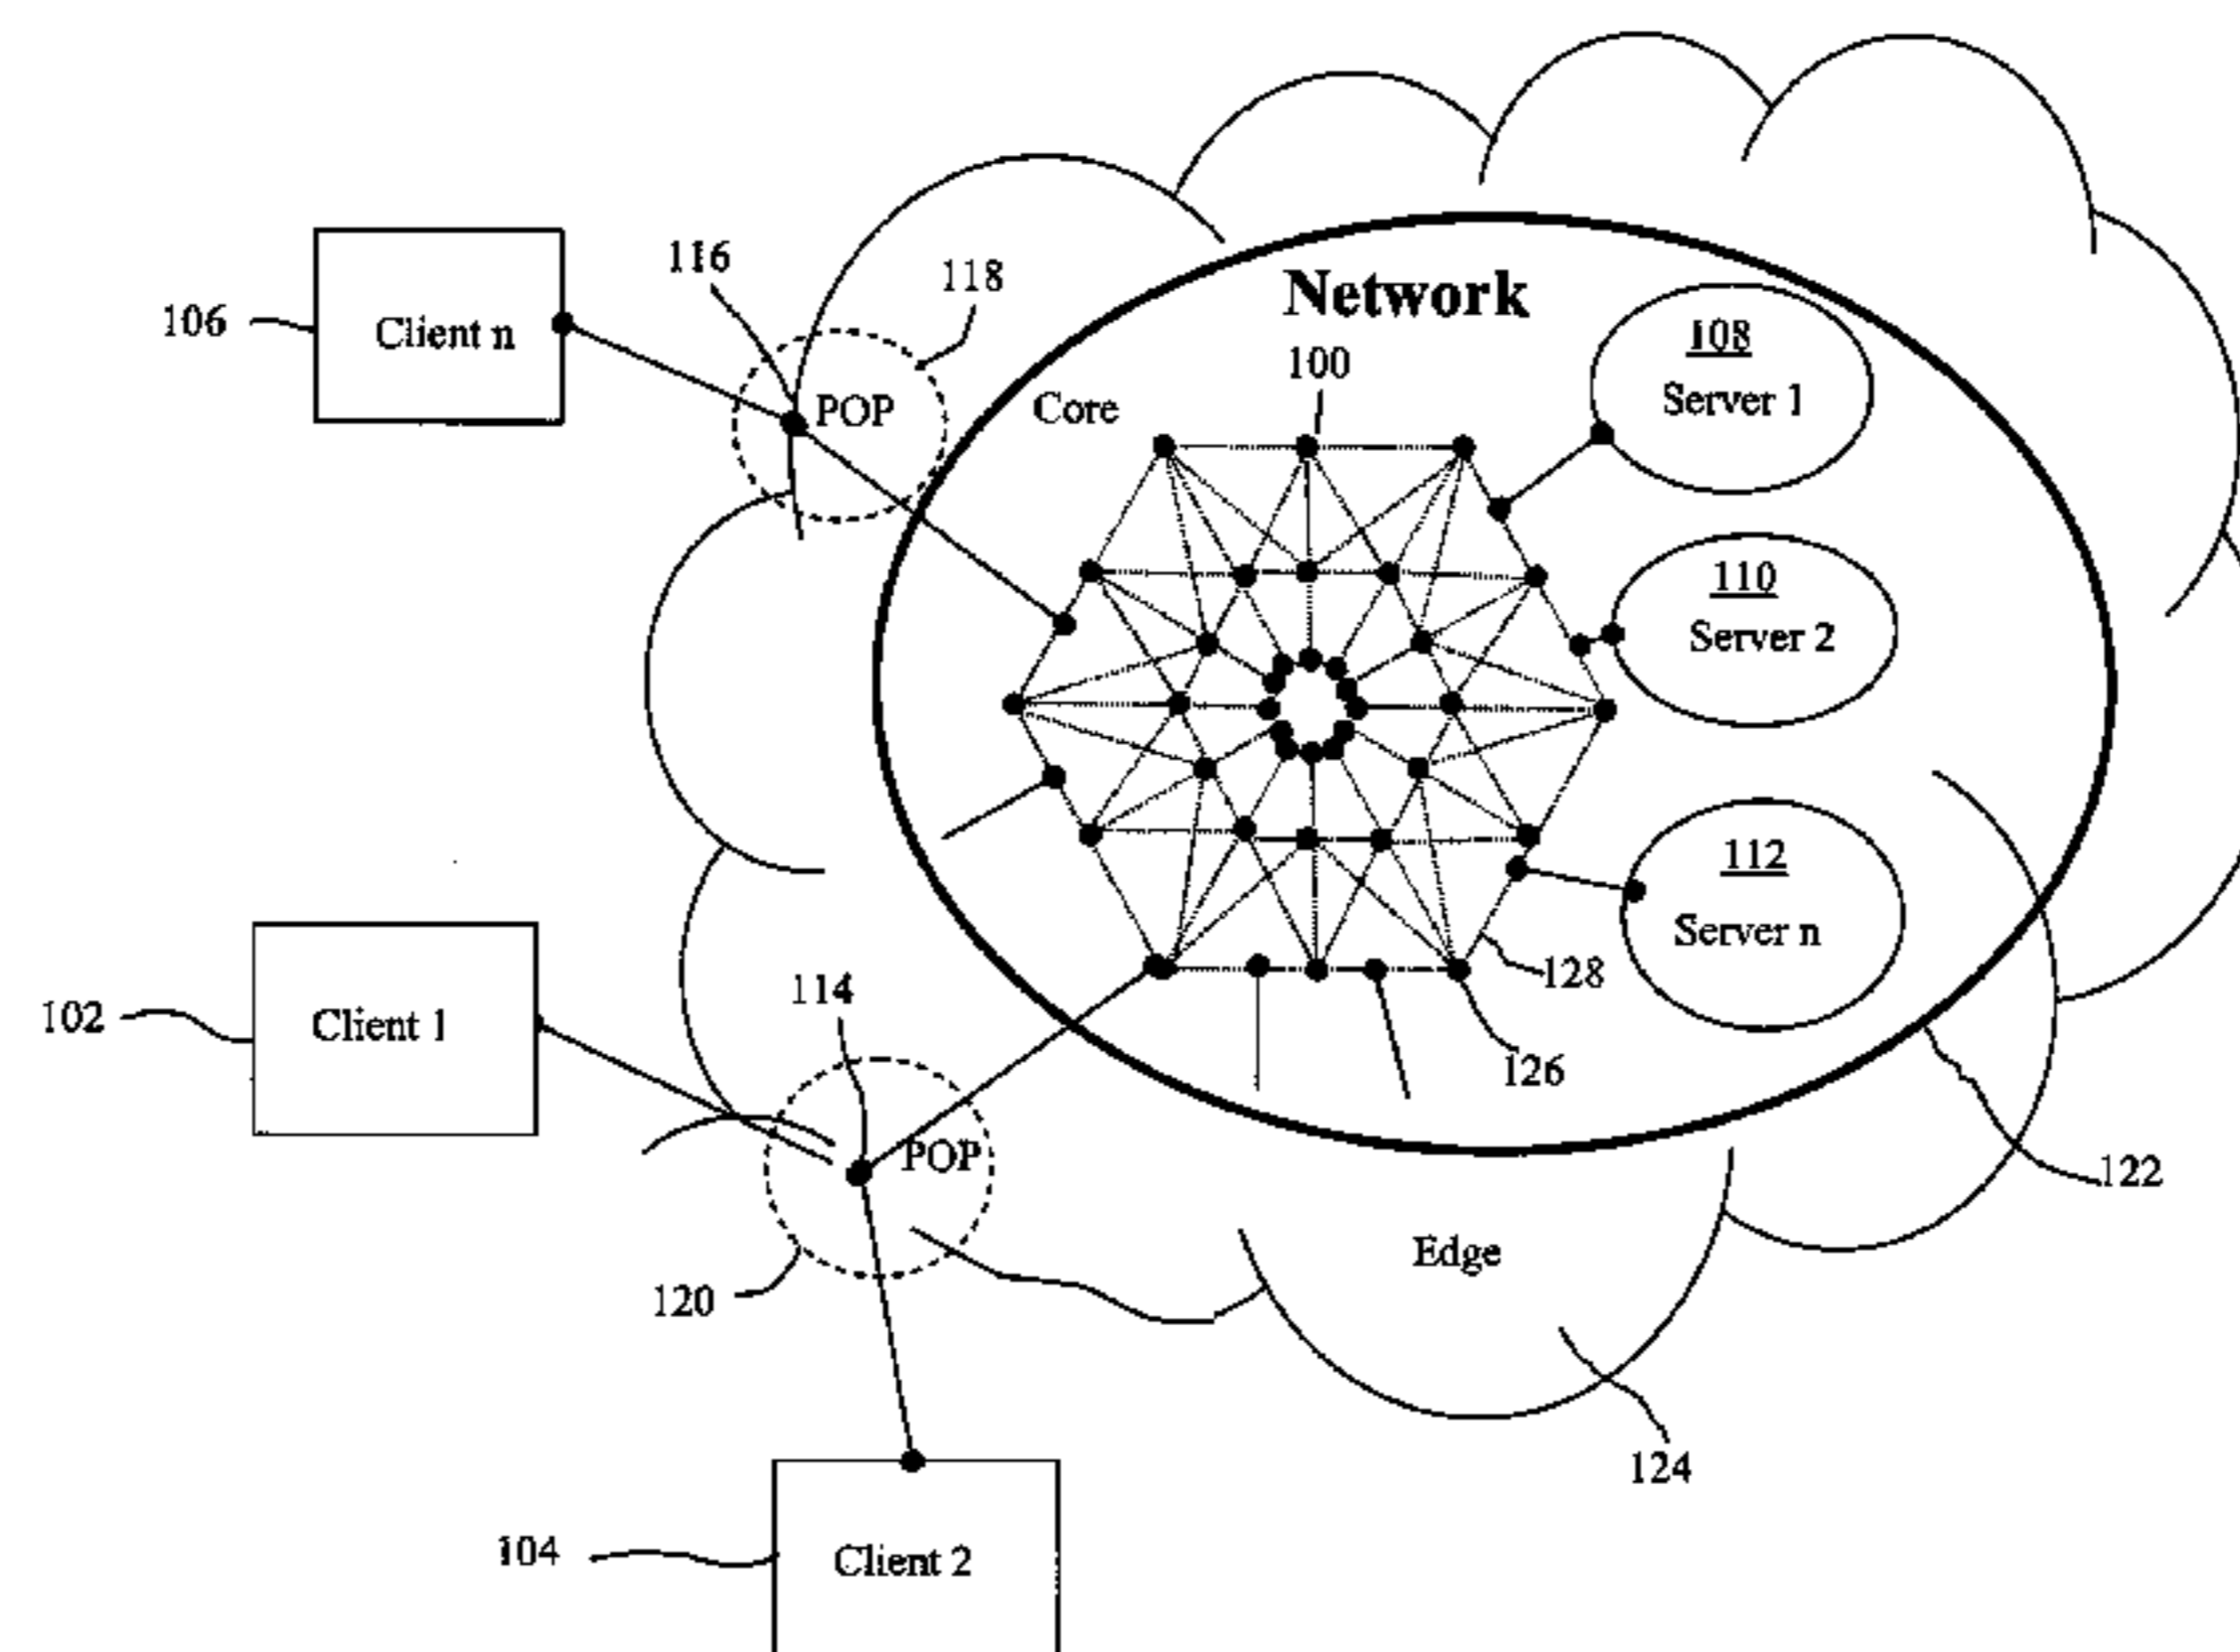 116
118
106
Client n
POP
Network
100
Core
108
Server 1
110
Server 2
112
Server n
128
126
102
Client 1
114
POP
122
Edge
120
124
104
Client 2